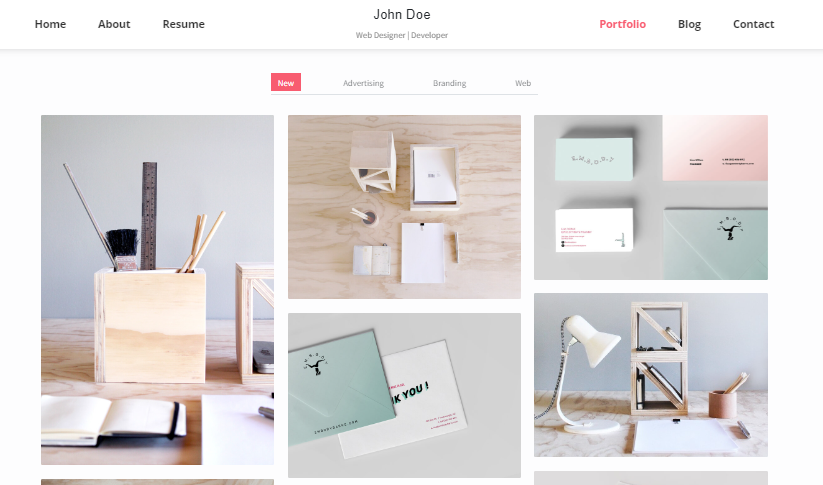 Home About Resume
John Doe
Web Designer | Developer
Portfolio Blog Contact
New Advertising Branding Web
YOU !